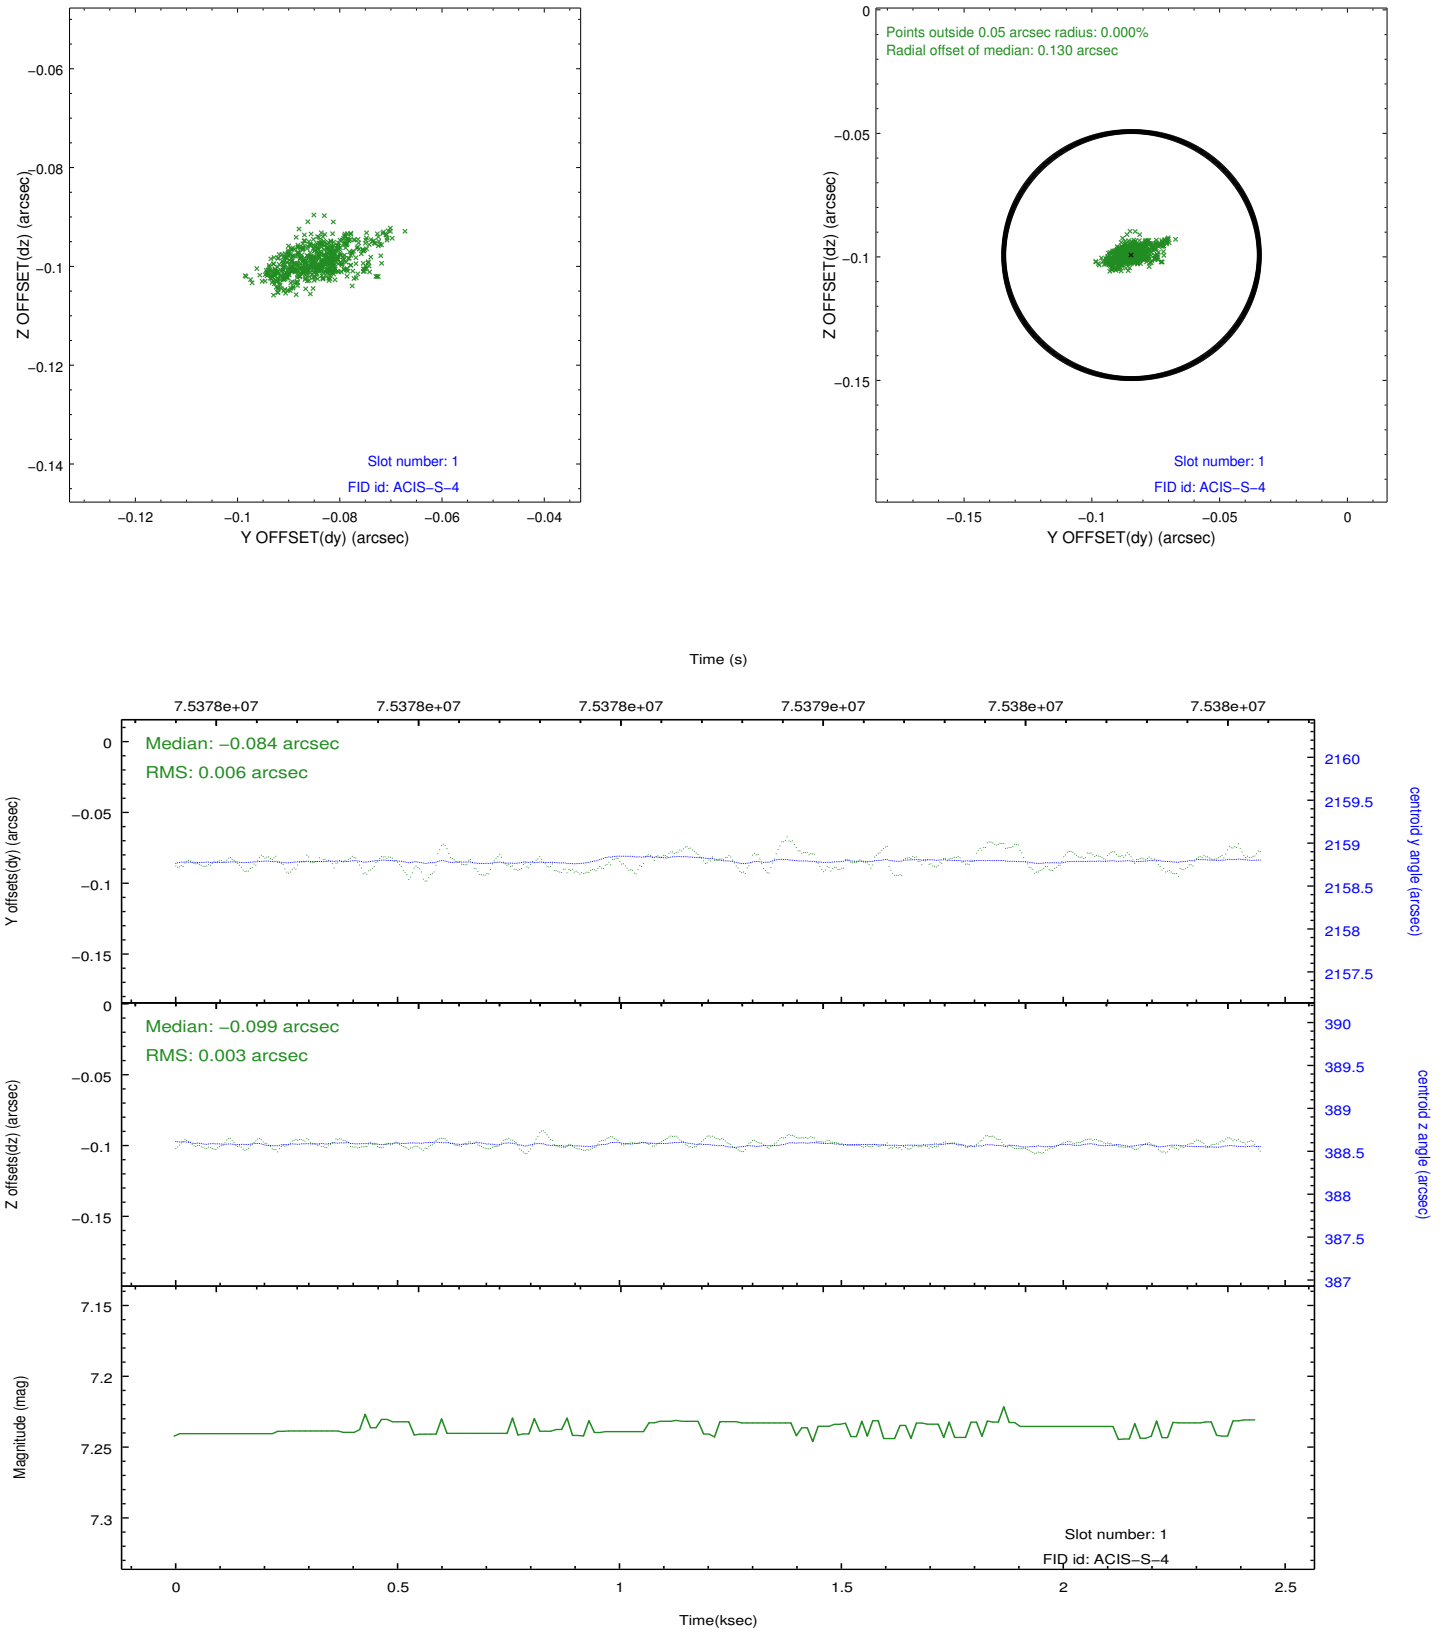 −0.06
−0.08
−0.1
−0.12
−0.14
Z OFFSET(dz) (arcsec)
Slot number: 1
FID id: ACIS−S−4
−0.12
−0.1
−0.08
−0.06
−0.04
Y OFFSET(dy) (arcsec)
0
−0.05
−0.1
−0.15
Z OFFSET(dz) (arcsec)
Points outside 0.05 arcsec radius: 0.000%
Radial offset of median: 0.130 arcsec
Slot number: 1
FID id: ACIS−S−4
−0.15
−0.1
−0.05
0
Y OFFSET(dy) (arcsec)
Time (s)
7.5378e+07
7.5378e+07
7.5378e+07
7.5379e+07
7.538e+07
7.538e+07
Y offsets(dy) (arcsec)
0
−0.05
−0.1
−0.15
Median: −0.084 arcsec
RMS: 0.006 arcsec
2160
2159.5
2159
2158.5
2158
2157.5
centroid y angle (arcsec)
Z offsets(dz) (arcsec)
0
−0.05
−0.1
−0.15
Median: −0.099 arcsec
RMS: 0.003 arcsec
390
389.5
389
388.5
388
387.5
387
centroid z angle (arcsec)
Magnitude (mag)
7.15
7.2
7.25
7.3
Slot number: 1
FID id: ACIS−S−4
0
0.5
1
1.5
2
2.5
Time(ksec)